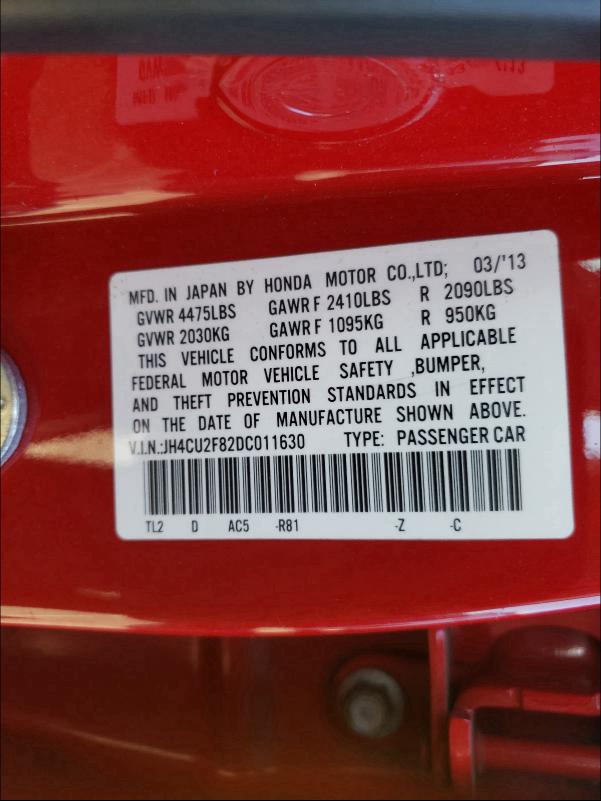 MFD. IN JAPAN BY HONDA MOTOR CO.,LTD; 03/'13
GVWR 4475LBS GAWR F 2410LBS R 2090LBS
GVWR 2030KG GAWR F 1095KG R 950KG
THIS VEHICLE CONFORMS TO ALL APPLICABLE
FEDERAL MOTOR VEHICLE SAFETY ,BUMPER,
AND THEFT PREVENTION STANDARDS IN EFFECT
ON THE DATE OF MANUFACTURE SHOWN ABOVE.
V.I.N.:JH4CU2F82DC011630 TYPE: PASSENGER CAR
TL2 D AC5 -R81 -Z -C